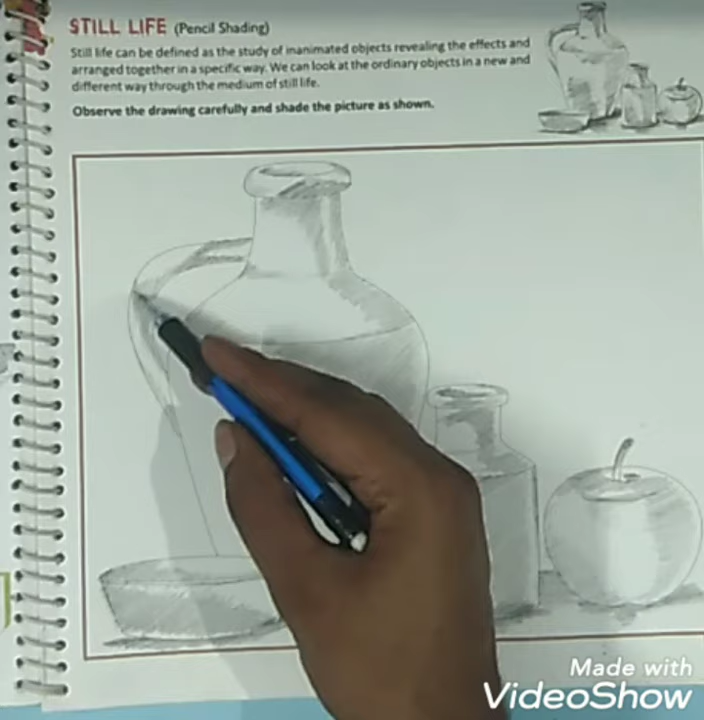 STILL LIFE (Pencil Shading)
Still life can be defined as the study of inanimated objects revealing the effects and
arranged together in a specific way. We can look at the ordinary objects in a new and
different way through the medium of still life.
Observe the drawing carefully and shade the picture as shown.
Made with
VideoShow